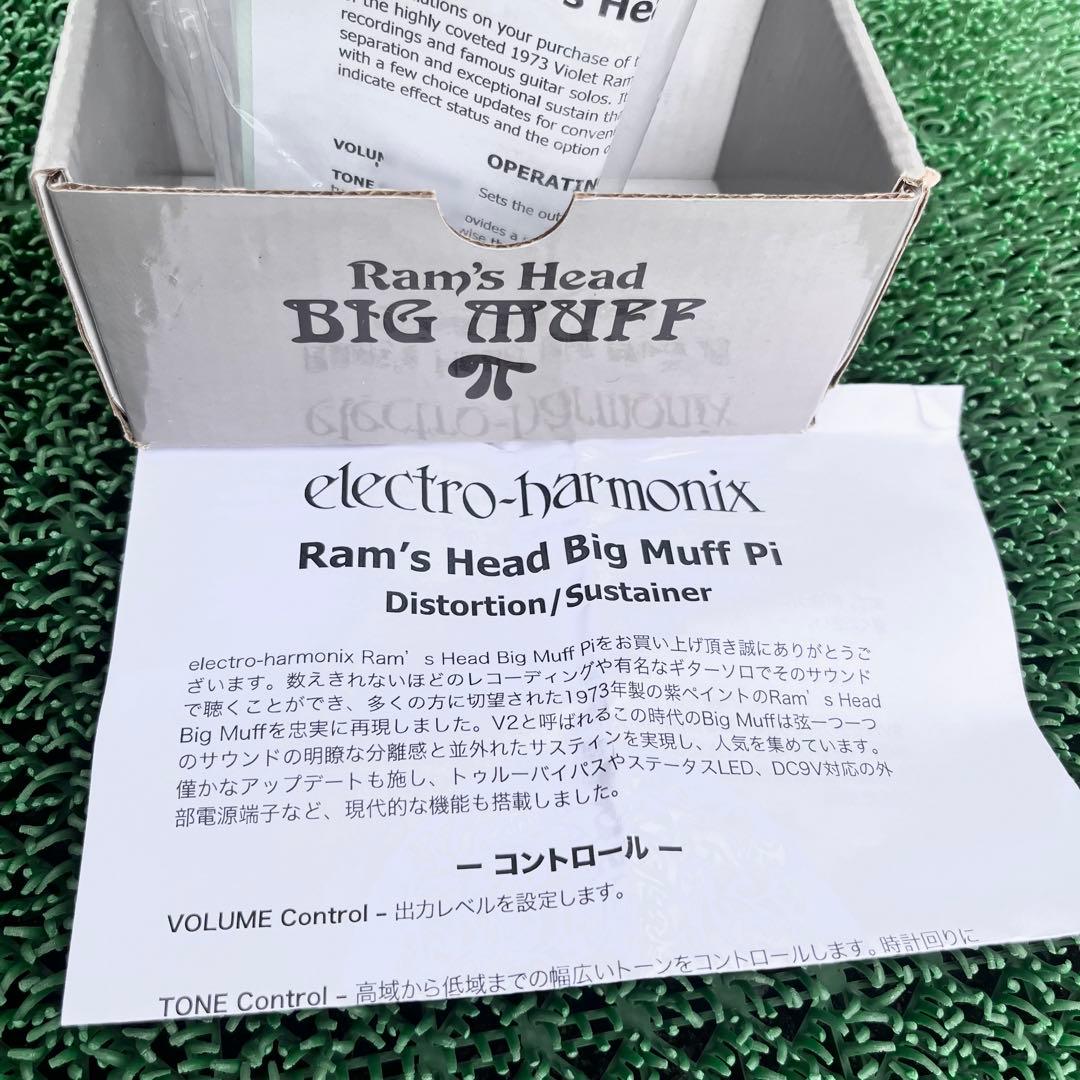 s He
tions on your purchase of t
the highly coveted 1973 Violet Ram
recordings and famous guitar solos. It
separation and exceptional sustain th
with a few choice updates for conven
indicate effect status and the option o
OPERATIN
VOLUM
Sets the out
TONE
ovides a
wise th
Ram's Head
BIG MUFF
π
electro-harmonix
Ram's Head Big Muff Pi
Distortion/Sustainer
electro-harmonix Ram's Head Big Muff Piをお買い上げ頂き誠にありがとうご
ざいます。数えきれないほどのレコーディングや有名なギターソロでそのサウンド
で聴くことができ、多くの方に切望された1973年製の紫ペイントのRam's Head
Big Muffを忠実に再現しました。V2と呼ばれるこの時代のBig Muffは弦一つ一つ
のサウンドの明瞭な分離感と並外れたサスティンを実現し、人気を集めています。
僅かなアップデートも施し、トゥルーバイパスやステータスLED、DC9V対応の外
部電源端子など、現代的な機能も搭載しました。
— コントロール —
VOLUME Control – 出力レベルを設定します。
TONE Control – 高域から低域までの幅広いトーンをコントロールします。時計回りに